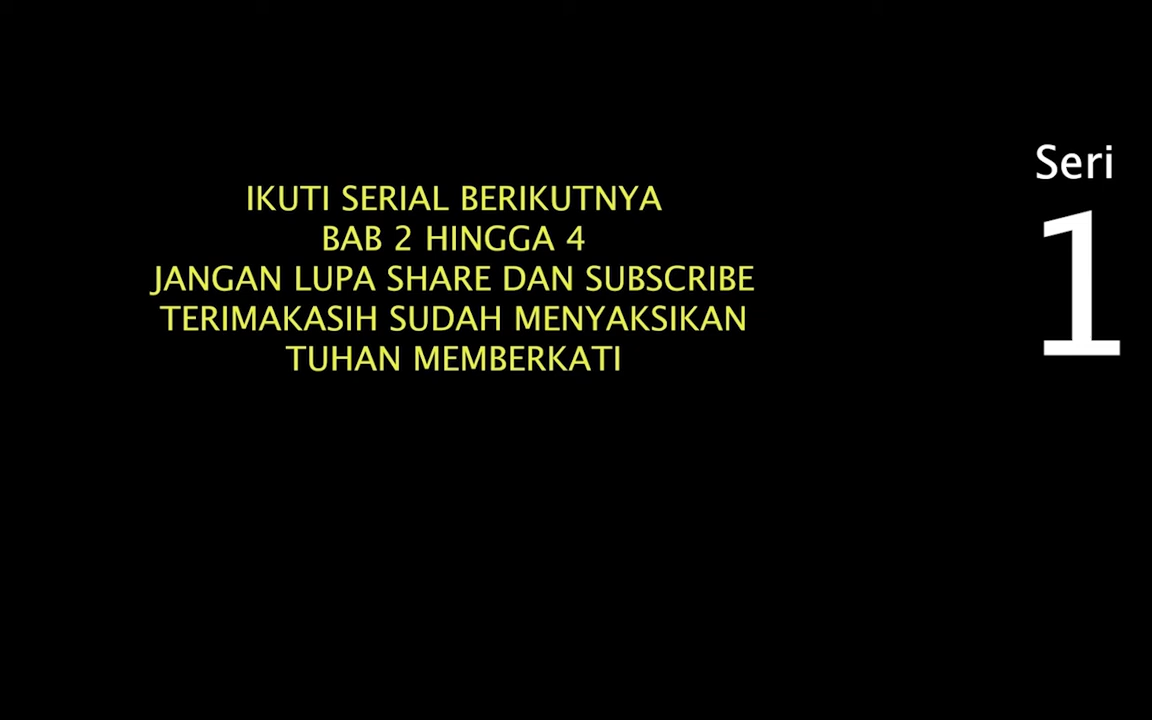 IKUTI SERIAL BERIKUTNYA
BAB 2 HINGGA 4
JANGAN LUPA SHARE DAN SUBSCRIBE
TERIMAKASIH SUDAH MENYAKSIKAN
TUHAN MEMBERKATI
Seri
1